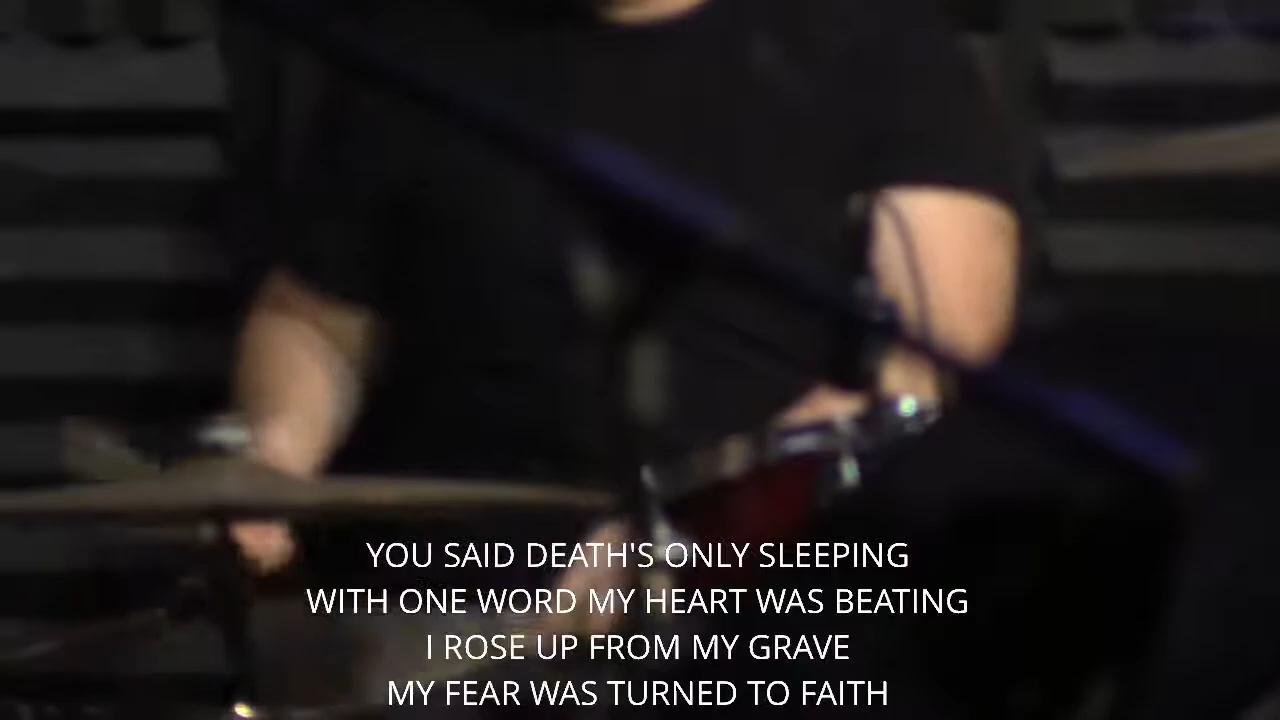 YOU SAID DEATH'S ONLY SLEEPING
WITH ONE WORD MY HEART WAS BEATING
I ROSE UP FROM MY GRAVE
MY FEAR WAS TURNED TO FAITH